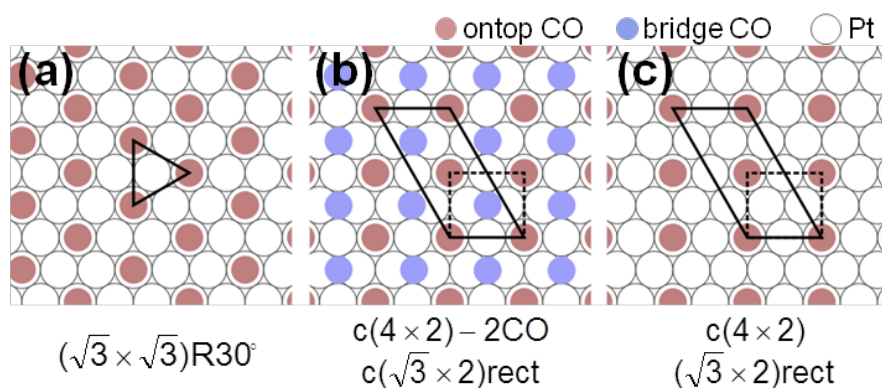 ontop CO bridge CO Pt
(a) (b) (c)
(√3 × √3)R30°
c(4 × 2) – 2CO
c(√3 × 2)rect
c(4 × 2)
(√3 × 2)rect